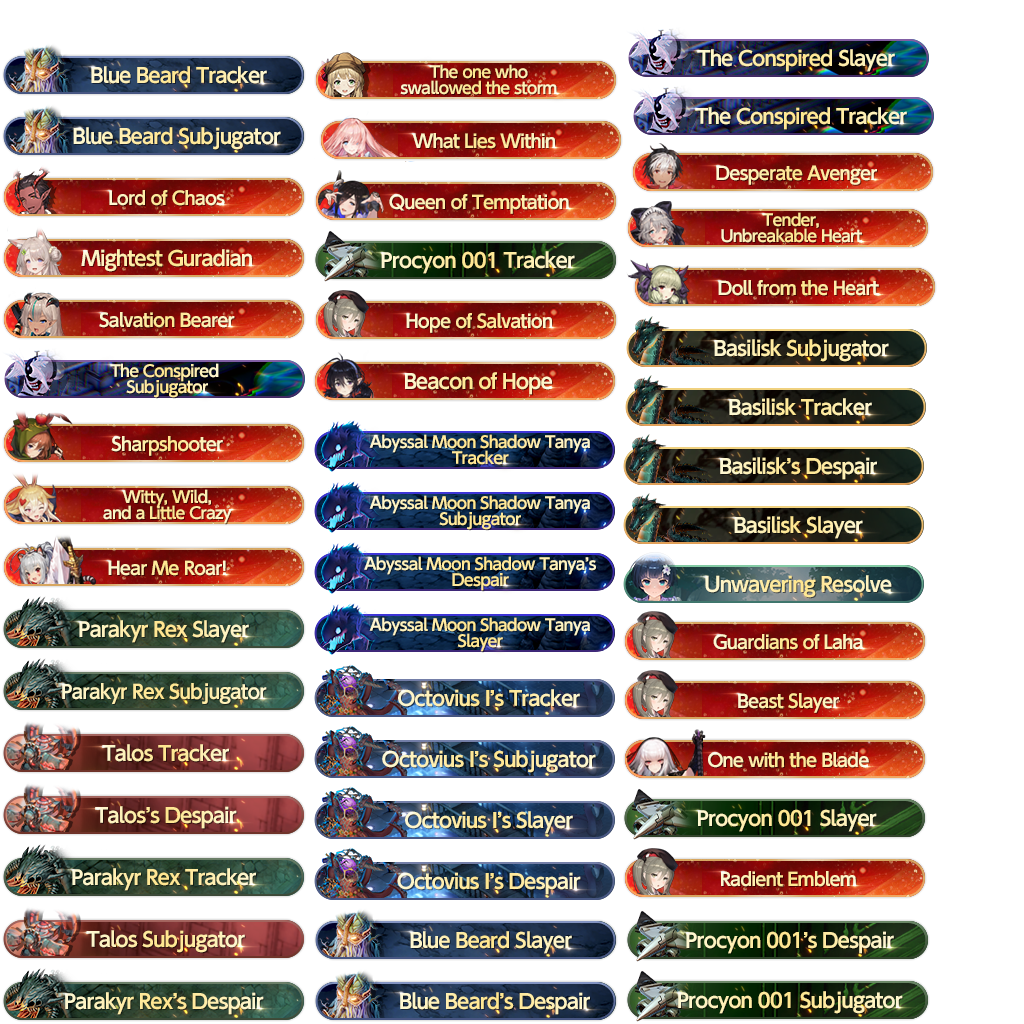 Blue Beard Tracker
Blue Beard Subjugator
Lord of Chaos
Mightest Guradian
Salvation Bearer
The Conspired
Subjugator
Sharpshooter
Witty, Wild,
and a Little Crazy
Hear Me Roar!
Parakyr Rex Slayer
Parakyr Rex Subjugator
Talos Tracker
Talos's Despair
Parakyr Rex Tracker
Talos Subjugator
Parakyr Rex's Despair
The one who
swallowed the storm
What Lies Within
Queen of Temptation
Procyon 001 Tracker
Hope of Salvation
Beacon of Hope
Abyssal Moon Shadow Tanya
Tracker
Abyssal Moon Shadow Tanya
Subjugator
Abyssal Moon Shadow Tanya's
Despair
Abyssal Moon Shadow Tanya
Slayer
Octovius I's Tracker
Octovius I's Subjugator
Octovius I's Slayer
Octovius I's Despair
Blue Beard Slayer
Blue Beard's Despair
The Conspired Slayer
The Conspired Tracker
Desperate Avenger
Tender,
Unbreakable Heart
Doll from the Heart
Basilisk Subjugator
Basilisk Tracker
Basilisk's Despair
Basilisk Slayer
Unwavering Resolve
Guardians of Laha
Beast Slayer
One with the Blade
Procyon 001 Slayer
Radient Emblem
Procyon 001's Despair
Procyon 001 Subjugator